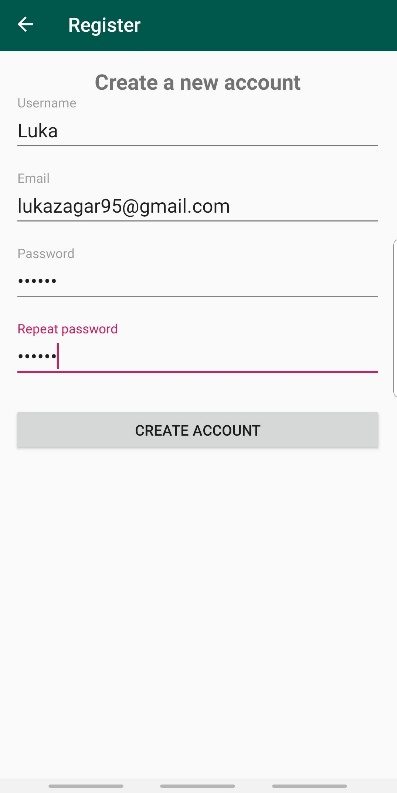 Register
Create a new account
Username
Luka
Email
lukazagar95@gmail.com
Password
••••••
Repeat password
••••••
CREATE ACCOUNT